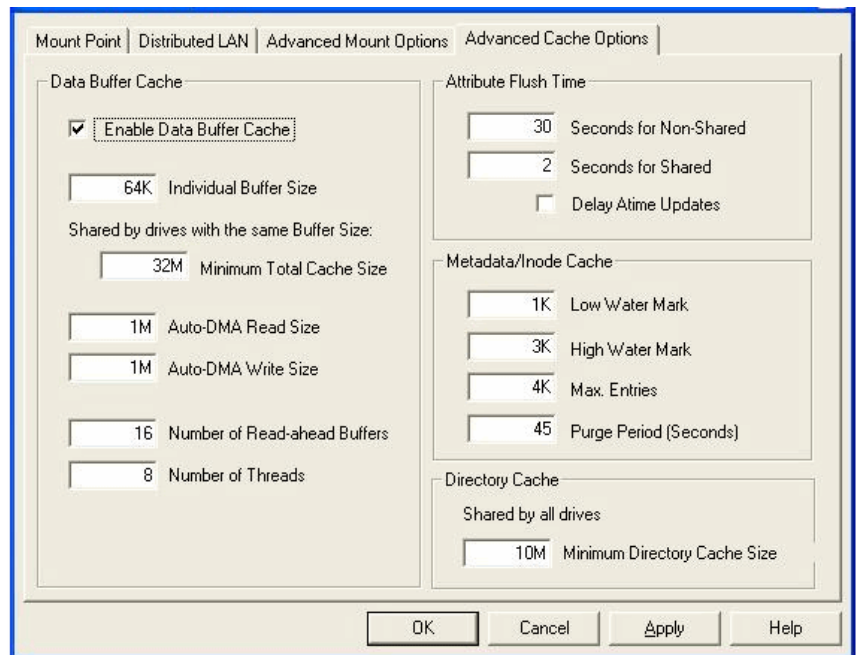 Mount Point
Distributed LAN
Advanced Mount Options
Advanced Cache Options
Data Buffer Cache
Enable Data Buffer Cache
64K Individual Buffer Size
Shared by drives with the same Buffer Size:
32M Minimum Total Cache Size
1M Auto-DMA Read Size
1M Auto-DMA Write Size
16 Number of Read-ahead Buffers
8 Number of Threads
Attribute Flush Time
30 Seconds for Non-Shared
2 Seconds for Shared
Delay Atime Updates
Metadata/Inode Cache
1K Low Water Mark
3K High Water Mark
4K Max. Entries
45 Purge Period (Seconds)
Directory Cache
Shared by all drives
10M Minimum Directory Cache Size
OK
Cancel
Apply
Help